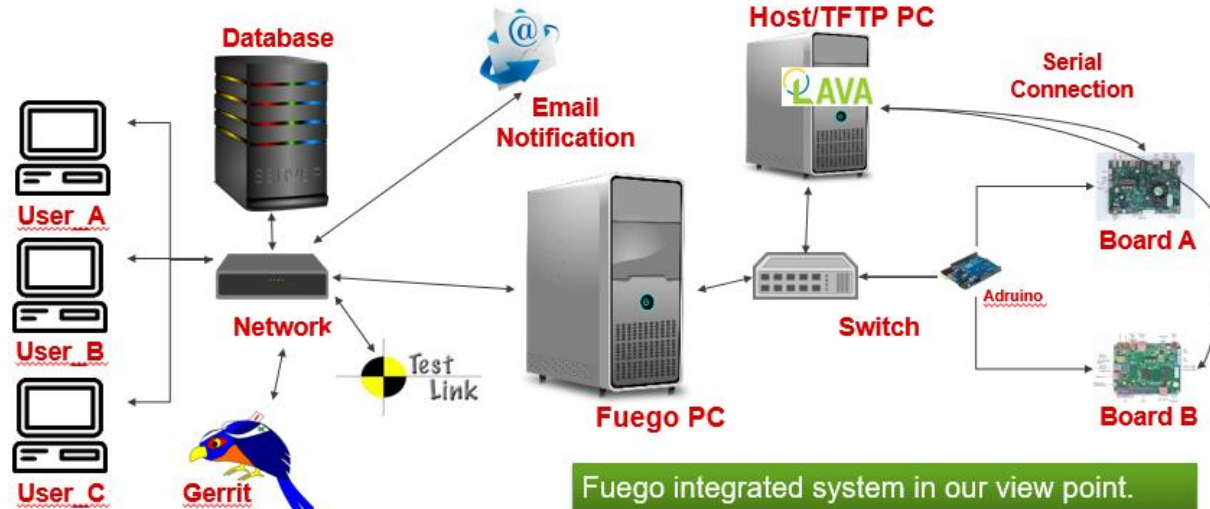 Database
Email
Notification
Host/TFTP PC
LAVA
Serial
Connection
User_A
User_B
User_C
Network
Test
Link
Gerrit
Fuego PC
Switch
Adruino
Board A
Board B
Fuego integrated system in our view point.